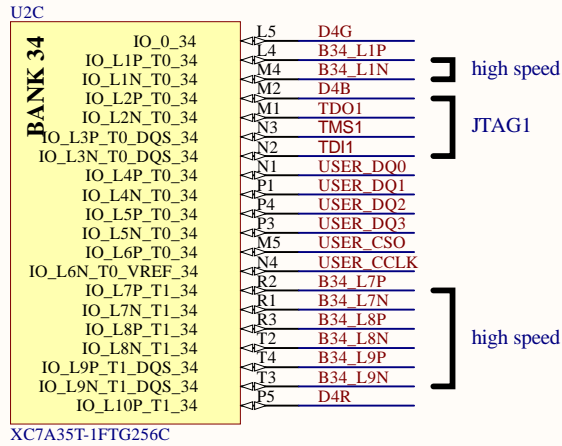 U2C
BANK 34
IO_0_34 L5 D4G
IO_L1P_T0_34 L4 B34_L1P
IO_L1N_T0_34 M4 B34_L1N
high speed
IO_L2P_T0_34 M2 D4B
IO_L2N_T0_34 M1 TDO1
IO_L3P_T0_DQS_34 N3 TMS1
JTAG1
IO_L3N_T0_DQS_34 N2 TDI1
IO_L4P_T0_34 N1 USER_DQ0
IO_L4N_T0_34 P1 USER_DQ1
IO_L5P_T0_34 P4 USER_DQ2
IO_L5N_T0_34 P3 USER_DQ3
IO_L6P_T0_34 M5 USER_CSO
IO_L6N_T0_VREF_34 N4 USER_CCLK
IO_L7P_T1_34 R2 B34_L7P
IO_L7N_T1_34 R1 B34_L7N
IO_L8P_T1_34 R3 B34_L8P
high speed
IO_L8N_T1_34 T2 B34_L8N
IO_L9P_T1_DQS_34 T4 B34_L9P
IO_L9N_T1_DQS_34 T3 B34_L9N
IO_L10P_T1_34 P5 D4R
XC7A35T-1FTG256C